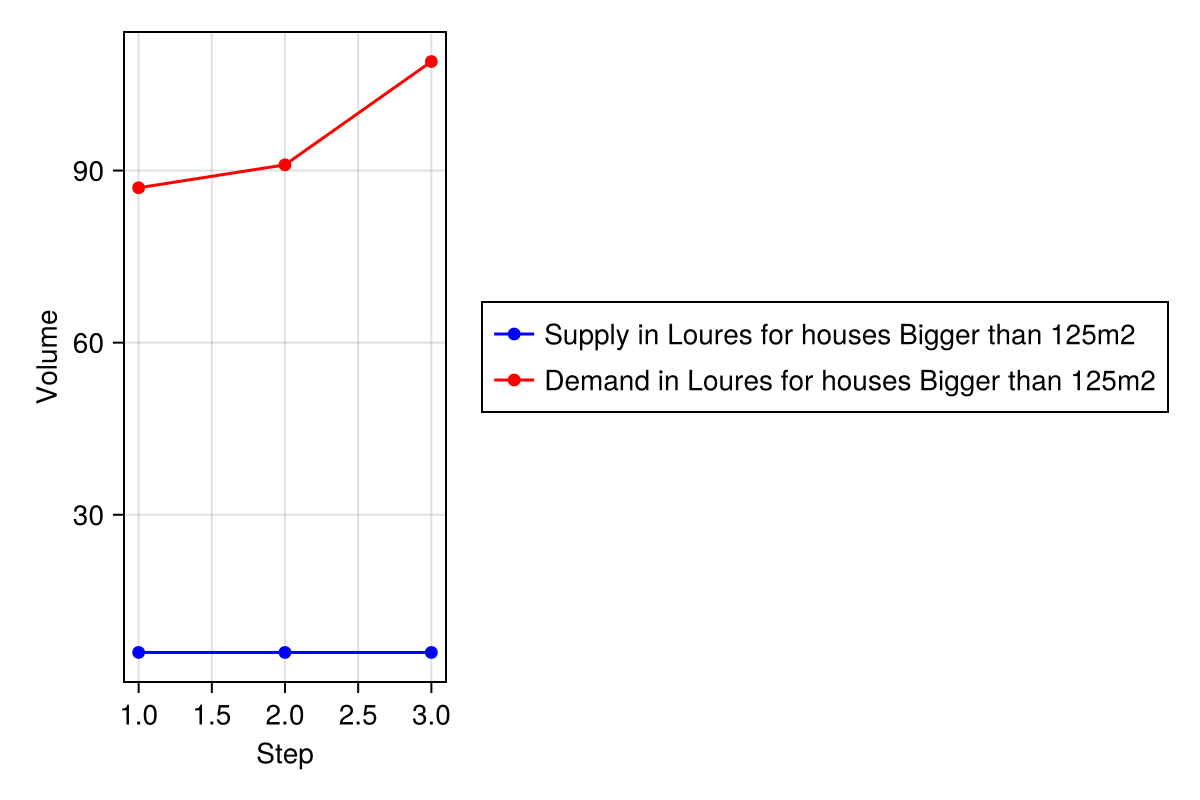 90
60
30
Volume
1.0 1.5 2.0 2.5 3.0
Step
Supply in Loures for houses Bigger than 125m2
Demand in Loures for houses Bigger than 125m2